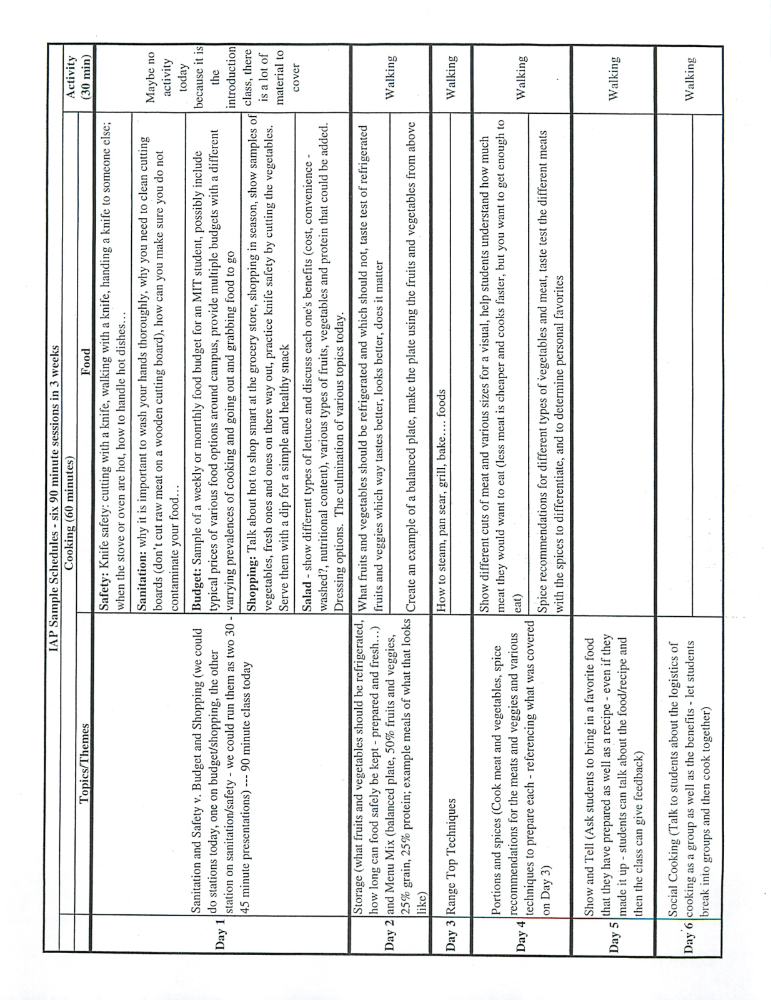 IAP Sample Schedules - six 90 minute sessions in 3 weeks
Cooking (60 minutes)
Activity
(30 min)
Topics/Themes
Food
Day 1
Sanitation and Safety v. Budget and Shopping (we could
do stations today, one on budget/shopping, the other
station on sanitation/safety - we could run them as two 30 -
45 minute presentations) --- 90 minute class today
Safety: Knife safety: cutting with a knife, walking with a knife, handing a knife to someone else;
when the stove or oven are hot, how to handle hot dishes…
Sanitation: why it is important to wash your hands thoroughly, why you need to clean cutting
boards (don't cut raw meat on a wooden cutting board), how can you make sure you do not
contaminate your food…
Budget: Sample of a weekly or monrthly food budget for an MIT student, possibly include
typical prices of various food options around campus, provide multiple budgets with a different
varrying prevalences of cooking and going out and grabbing food to go
Shopping: Talk about hot to shop smart at the grocery store, shopping in season, show samples of
vegetables, fresh ones and ones on there way out, practice knife safety by cutting the vegetables.
Serve them with a dip for a simple and healthy snack
Salad - show different types of lettuce and discuss each one's benefits (cost, convenience -
washed?, nutritional content), various types of fruits, vegetables and protein that could be added.
Dressing options.  The culmination of various topics today.
Maybe no
activity
today
because it is
the
introduction
class, there
is a lot of
material to
cover
Day 2
Storage (what fruits and vegetables should be refrigerated,
how long can food safely be kept - prepared and fresh…)
and Menu Mix (balanced plate, 50% fruits and veggies,
25% grain, 25% protein; example meals of what that looks
like)
What fruits and vegetables should be refrigerated and which should not, taste test of refrigerated
fruits and veggies which way tastes better, looks better, does it matter
Create an example of a balanced plate, make the plate using the fruits and vegetables from above
Walking
Day 3
Range Top Techniques
How to steam, pan sear, grill, bake…. foods
Walking
Day 4
Portions and spices (Cook meat and vegetables, spice
recommendations for the meats and veggies and various
techniques to prepare each - referencing what was covered
on Day 3)
Show different cuts of meat and various sizes for a visual, help students understand how much
meat they would want to eat (less meat is cheaper and cooks faster, but you want to get enough to
eat)
Spice recommendations for different types of vegetables and meat, taste test the different meats
with the spices to differentiate, and to determine personal favorites
Walking
Day 5
Show and Tell (Ask students to bring in a favorite food
that they have prepared as well as a recipe - even if they
made it up - students can talk about the food/recipe and
then the class can give feedback)
Walking
Day 6
Social Cooking (Talk to students about the logistics of
cooking as a group as well as the benefits - let students
break into groups and then cook together)
Walking